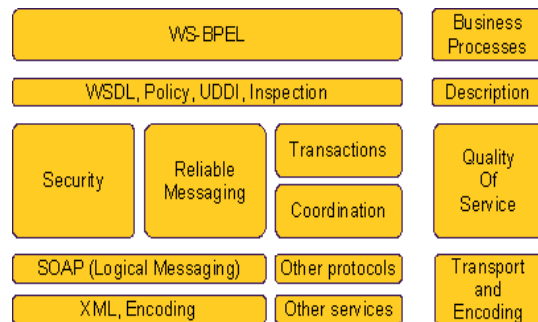 WS-BPEL
Business
Processes
WSDL, Policy, UDDI, Inspection
Description
Security
Reliable
Messaging
Transactions
Coordination
Quality
Of
Service
SOAP (Logical Messaging)
Other protocols
XML, Encoding
Other services
Transport
and
Encoding